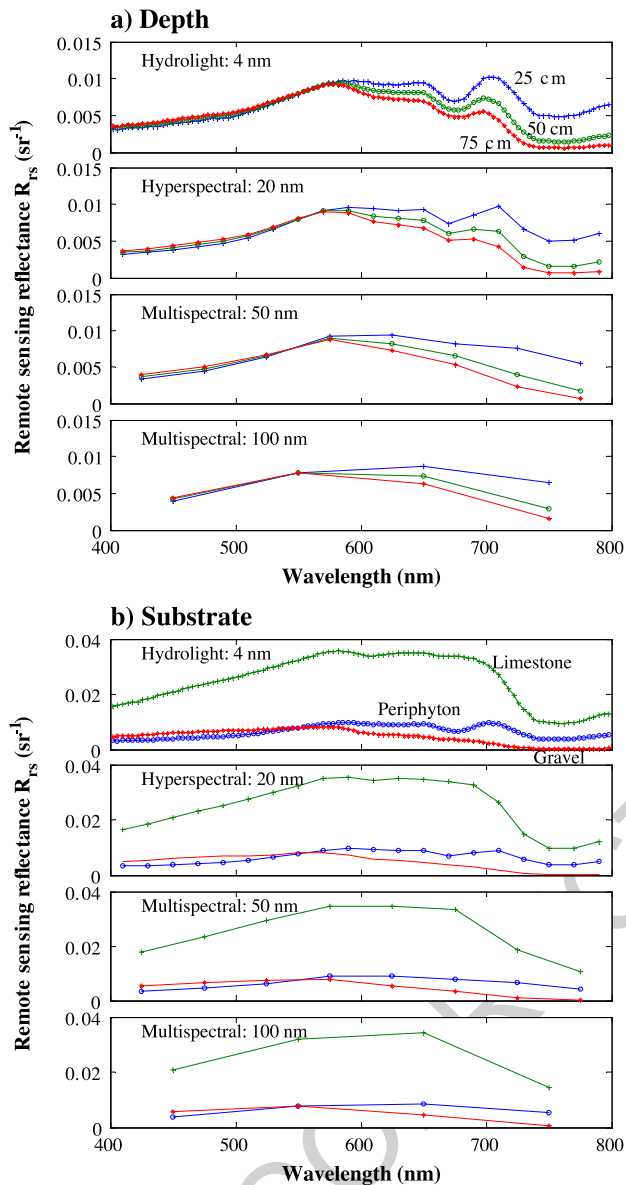 a) Depth
0.015
0.01
0.005
0
Hydrolight: 4 nm
25 cm
50 cm
75 cm
0.015
0.01
0.005
0
Hyperspectral: 20 nm
0.015
0.01
0.005
0
Multispectral: 50 nm
0.015
0.01
0.005
0
Multispectral: 100 nm
400 500 600 700 800
Wavelength (nm)
Remote sensing reflectance Rrs (sr-1)
b) Substrate
0.04
0.02
0
Hydrolight: 4 nm
Limestone
Periphyton
Gravel
0.04
0.02
0
Hyperspectral: 20 nm
0.04
0.02
0
Multispectral: 50 nm
0.04
0.02
0
Multispectral: 100 nm
400 500 600 700 800
Wavelength (nm)
Remote sensing reflectance Rrs (sr-1)